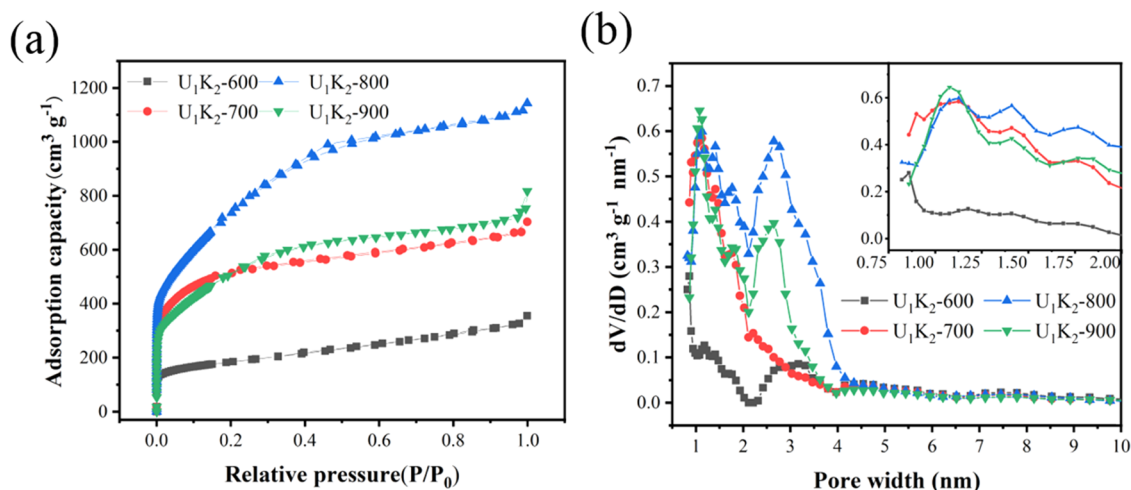 (a)
Adsorption capacity (cm³ g⁻¹)
1200
1000
800
600
400
200
0
U₁K₂-600
U₁K₂-800
U₁K₂-700
U₁K₂-900
0.0
0.2
0.4
0.6
0.8
1.0
Relative pressure(P/P₀)
(b)
dV/dD (cm³ g⁻¹ nm⁻¹)
0.7
0.6
0.5
0.4
0.3
0.2
0.1
0.0
0.6
0.4
0.2
0.0
0.75
1.00
1.25
1.50
1.75
2.00
U₁K₂-600
U₁K₂-800
U₁K₂-700
U₁K₂-900
1
2
3
4
5
6
7
8
9
10
Pore width (nm)